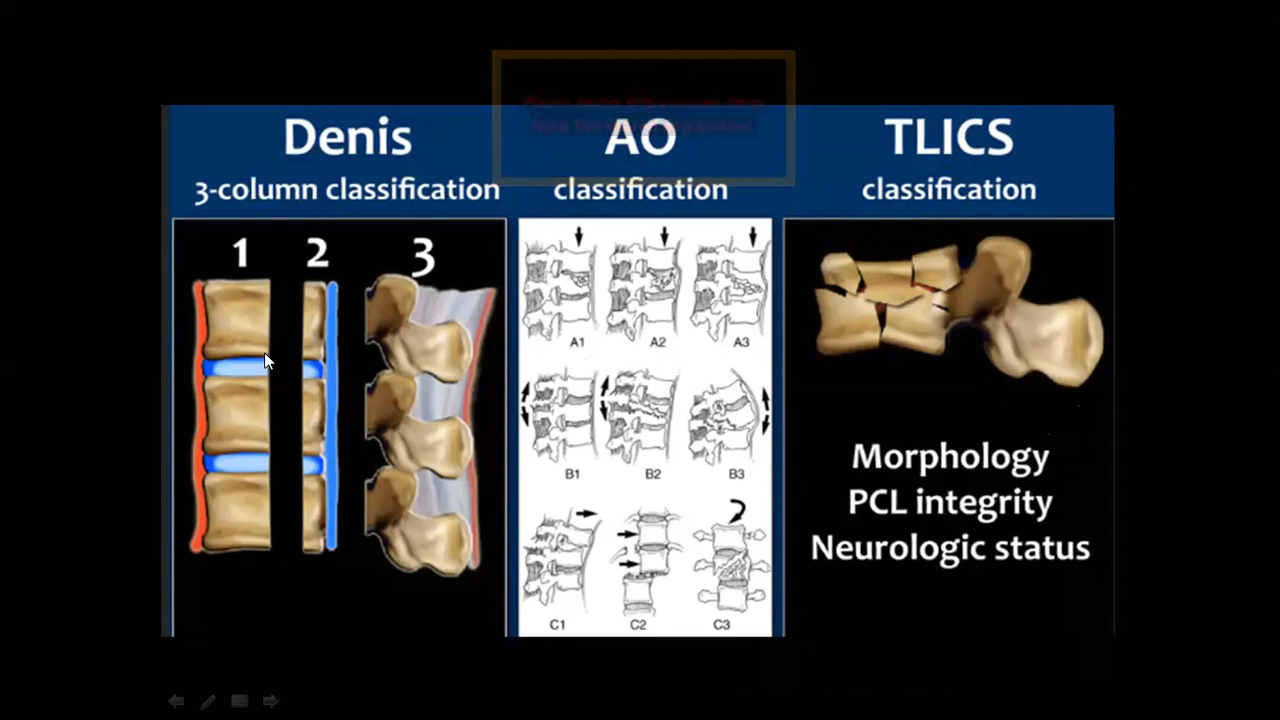 Denis
3-column classification
AO
classification
TLICS
classification
1 2 3
A1 A2 A3
B1 B2 B3
C1 C2 C3
Morphology
PCL integrity
Neurologic status